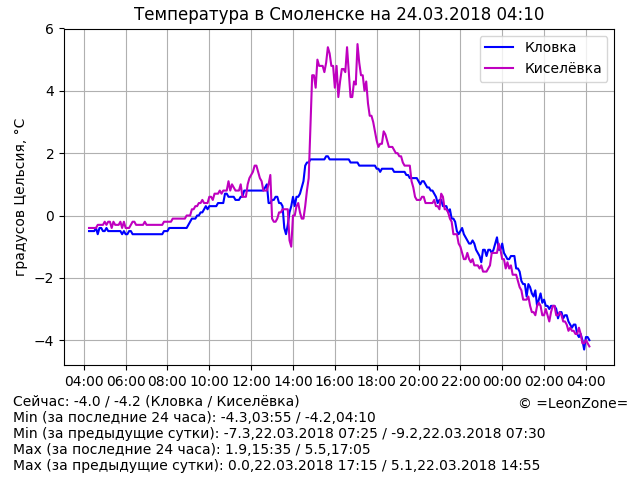 Температура в Смоленске на 24.03.2018 04:10
6
4
2
0
−2
−4
градусов Цельсия, °C
Кловка
Киселёвка
04:00 06:00 08:00 10:00 12:00 14:00 16:00 18:00 20:00 22:00 00:00 02:00 04:00
Сейчас: -4.0 / -4.2 (Кловка / Киселёвка)
© =LeonZone=
Min (за последние 24 часа): -4.3,03:55 / -4.2,04:10
Min (за предыдущие сутки): -7.3,22.03.2018 07:25 / -9.2,22.03.2018 07:30
Max (за последние 24 часа): 1.9,15:35 / 5.5,17:05
Max (за предыдущие сутки): 0.0,22.03.2018 17:15 / 5.1,22.03.2018 14:55